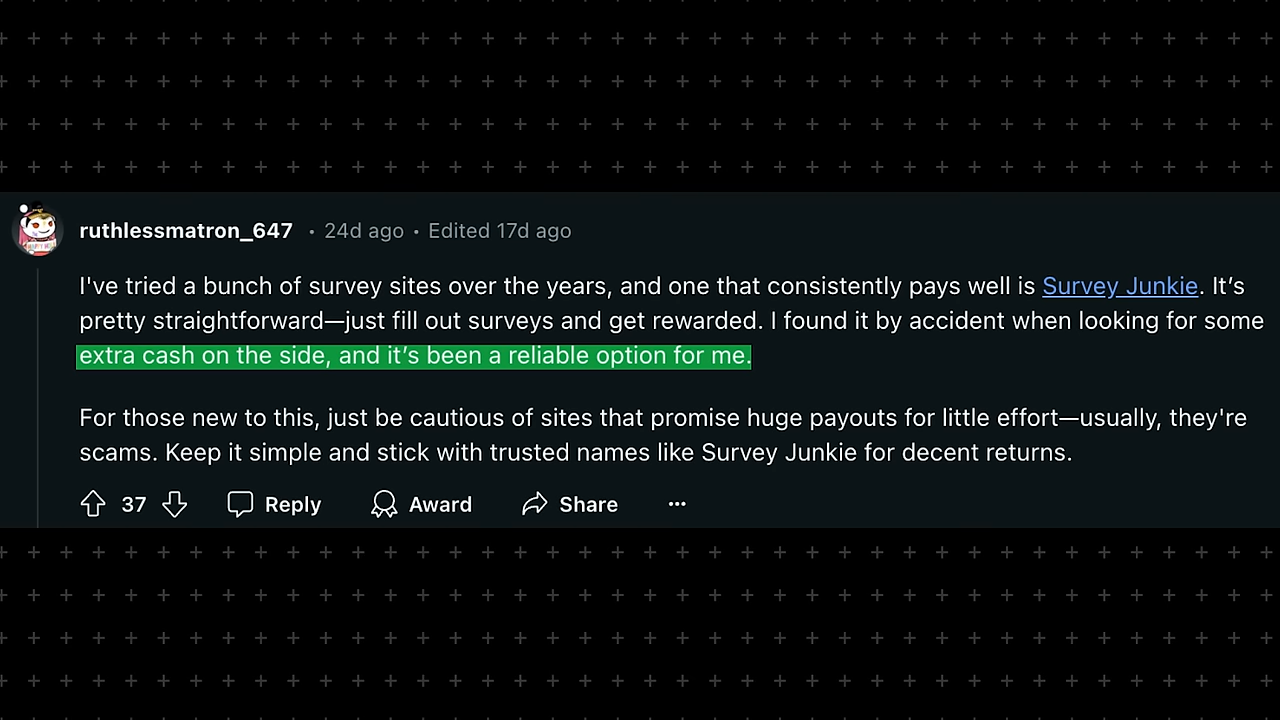 ruthlessmatron_647 • 24d ago • Edited 17d ago
I've tried a bunch of survey sites over the years, and one that consistently pays well is Survey Junkie. It’s
pretty straightforward—just fill out surveys and get rewarded. I found it by accident when looking for some
extra cash on the side, and it’s been a reliable option for me.
For those new to this, just be cautious of sites that promise huge payouts for little effort—usually, they're
scams. Keep it simple and stick with trusted names like Survey Junkie for decent returns.
37 Reply Award Share ···